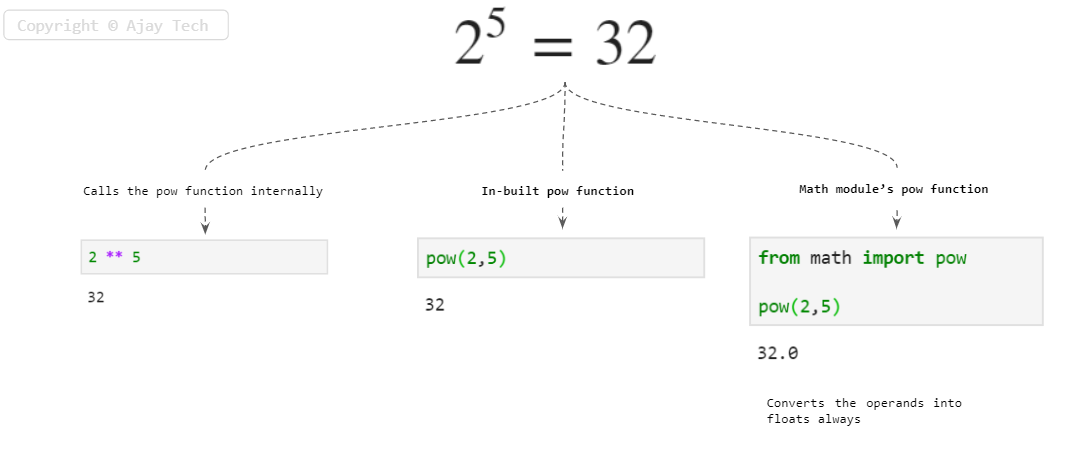 Copyright © Ajay Tech
2⁵ = 32
Calls the pow function internally
In-built pow function
Math module’s pow function
2 ** 5
32
pow(2,5)
32
from math import pow
pow(2,5)
32.0
Converts the operands into
floats always